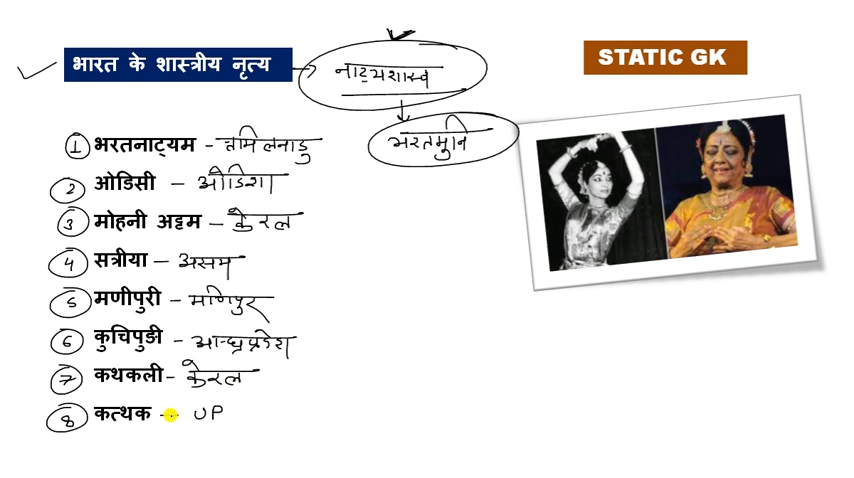 भारत के शास्त्रीय नृत्य
नाट्यशास्त्र
STATIC GK
भरतमुनि
1 भरतनाट्यम - तमिलनाडु
2 ओडिसी - ओडिशा
3 मोहनी अट्टम - केरल
4 सत्रीया - असम
5 मणीपुरी - मणिपुर
6 कुचिपुडी - आन्ध्रप्रदेश
7 कथकली - केरल
8 कत्थक - UP